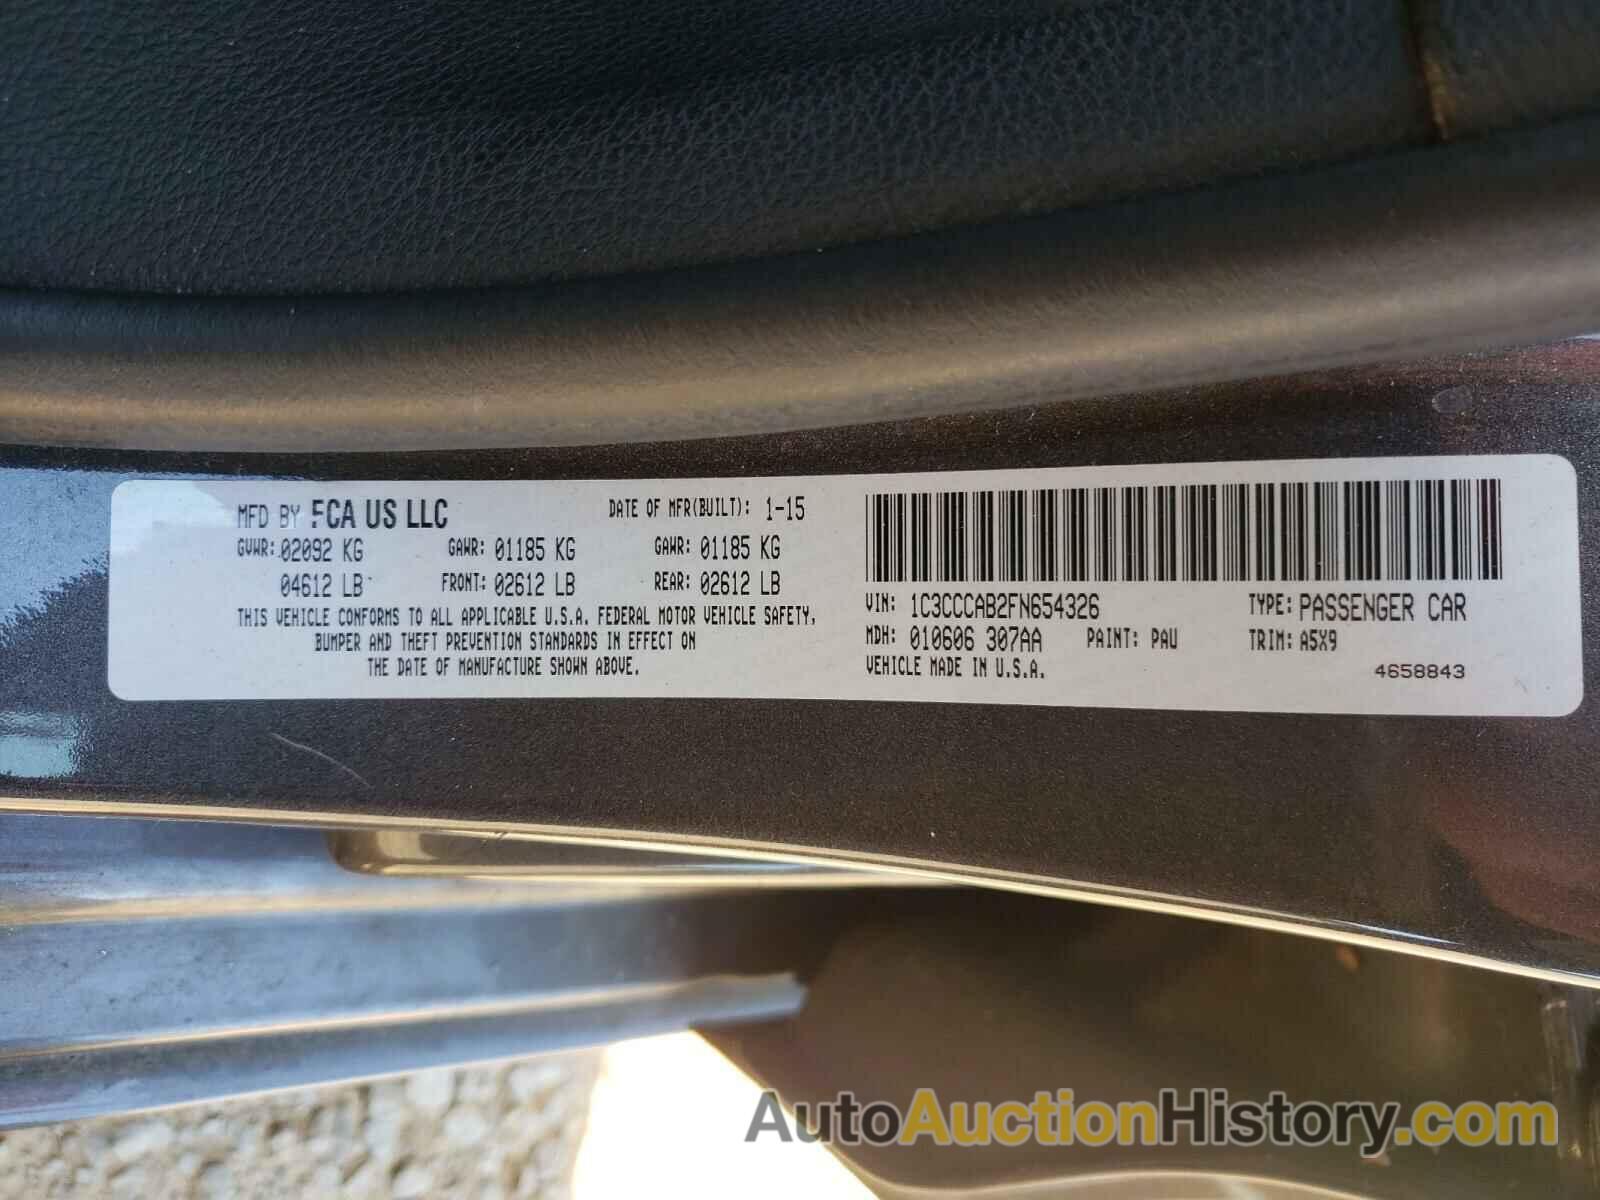 MFD BY FCA US LLC DATE OF MFR(BUILT): 1-15
GVWR: 02092 KG GAWR: 01185 KG GAWR: 01185 KG
04612 LB FRONT: 02612 LB REAR: 02612 LB
THIS VEHICLE CONFORMS TO ALL APPLICABLE U.S.A. FEDERAL MOTOR VEHICLE SAFETY,
BUMPER AND THEFT PREVENTION STANDARDS IN EFFECT ON
THE DATE OF MANUFACTURE SHOWN ABOVE.
VIN: 1C3CCCAB2FN654326 TYPE: PASSENGER CAR
MDH: 010606 307AA PAINT: PAU TRIM: A5X9
VEHICLE MADE IN U.S.A. 4658843
AutoAuctionHistory.com